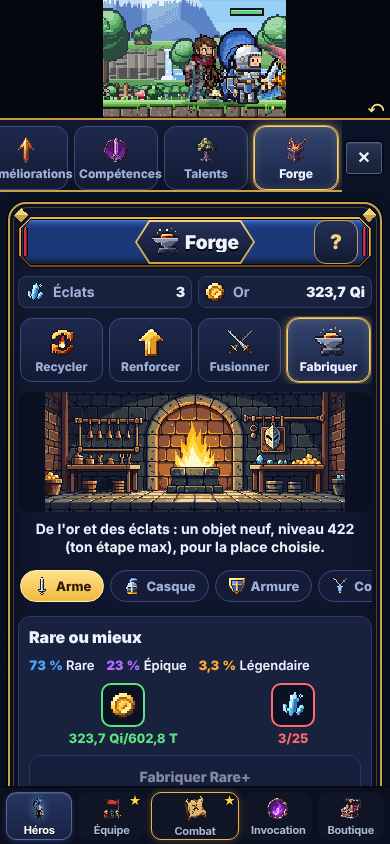 méliorations
Compétences
Talents
Forge
✕
Forge
?
Éclats 3
Or 323,7 Qi
Recycler
Renforcer
Fusionner
Fabriquer
De l'or et des éclats : un objet neuf, niveau 422
(ton étape max), pour la place choisie.
Arme
Casque
Armure
Co
Rare ou mieux
73 % Rare 23 % Épique 3,3 % Légendaire
323,7 Qi/602,8 T
3/25
Fabriquer Rare+
Héros
Équipe
Combat
Invocation
Boutique